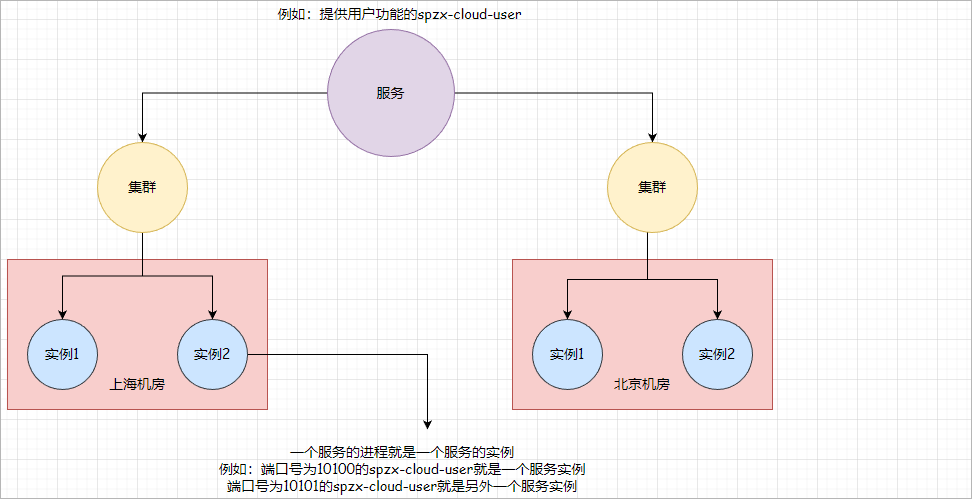 例如：提供用户功能的spzx-cloud-user
服务
集群
集群
实例1
实例2
上海机房
实例1
实例2
北京机房
一个服务的进程就是一个服务的实例
例如：端口号为10100的spzx-cloud-user就是一个服务实例
端口号为10101的spzx-cloud-user就是另外一个服务实例